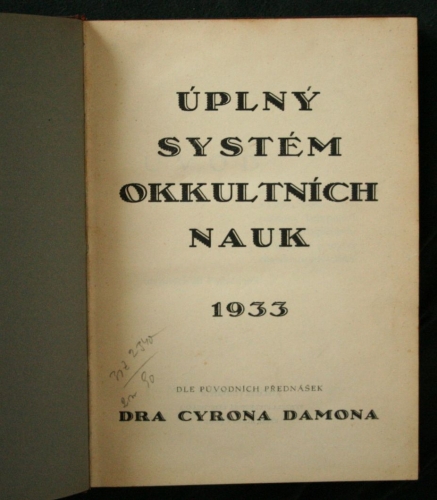 ÚPLNÝ
SYSTÉM
OKKULTNÍCH
NAUK
1933
DLE PŮVODNÍCH PŘEDNÁŠEK
DRA CYRONA DAMONA